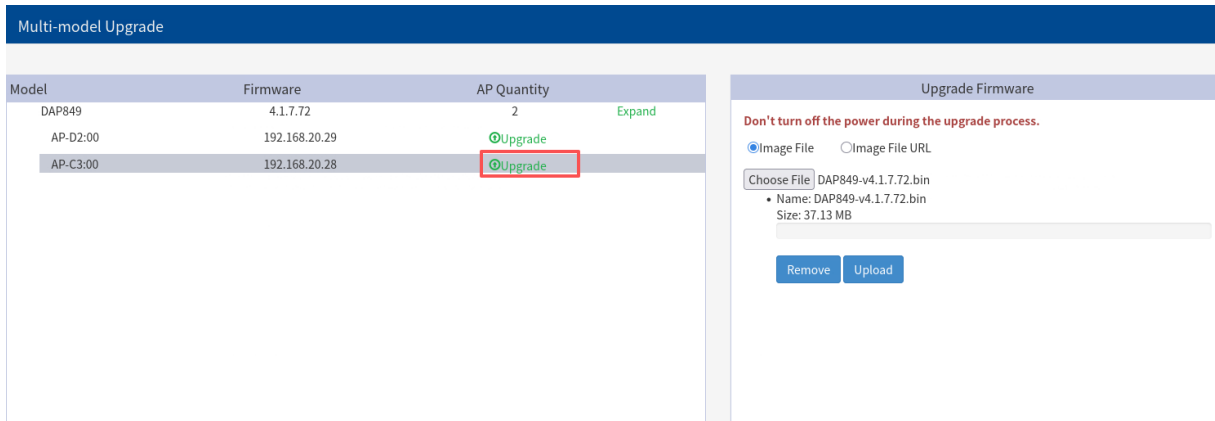 Multi-model Upgrade
Model Firmware AP Quantity
DAP849 4.1.7.72 2 Expand
AP-D2:00 192.168.20.29 Upgrade
AP-C3:00 192.168.20.28 Upgrade
Upgrade Firmware
Don't turn off the power during the upgrade process.
Image File Image File URL
Choose File DAP849-v4.1.7.72.bin
• Name: DAP849-v4.1.7.72.bin
Size: 37.13 MB
Remove Upload